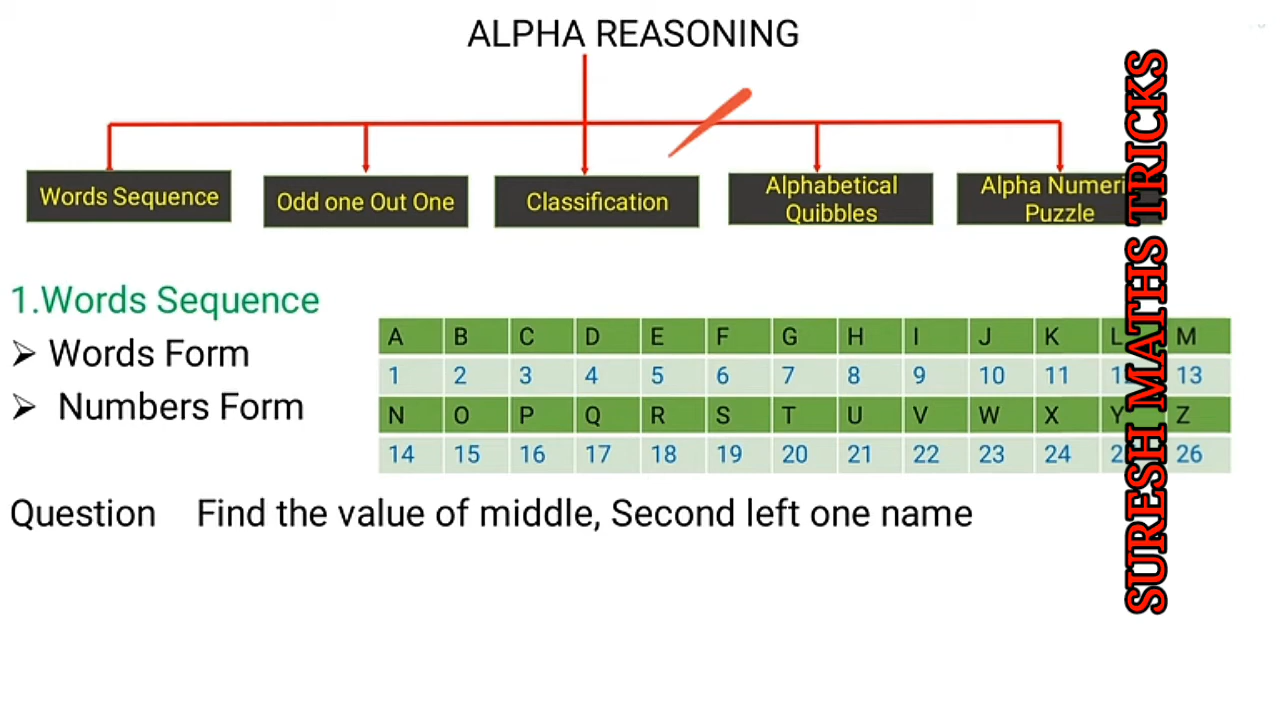 ALPHA REASONING
Words Sequence
Odd one Out One
Classification
Alphabetical
Quibbles
Alpha Numeri
Puzzle
1.Words Sequence
➢ Words Form
➢ Numbers Form
A B C D E F G H I J K L M
1 2 3 4 5 6 7 8 9 10 11 12 13
N O P Q R S T U V W X Y Z
14 15 16 17 18 19 20 21 22 23 24 25 26
Question Find the value of middle, Second left one name
SURESH MATHS TRICKS